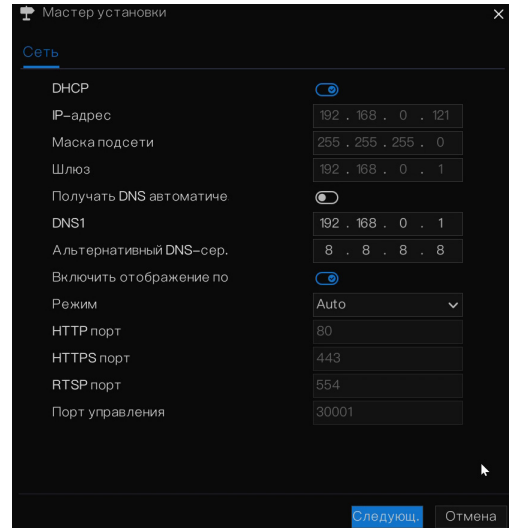 Мастер установки
Сеть
DHCP
IP-адрес 192 . 168 . 0 . 121
Маска подсети 255 . 255 . 255 . 0
Шлюз 192 . 168 . 0 . 1
Получать DNS автоматиче
DNS1 192 . 168 . 0 . 1
Альтернативный DNS-сер. 8 . 8 . 8 . 8
Включить отображение по
Режим Auto
HTTP порт 80
HTTPS порт 443
RTSP порт 554
Порт управления 30001
Следующ. Отмена